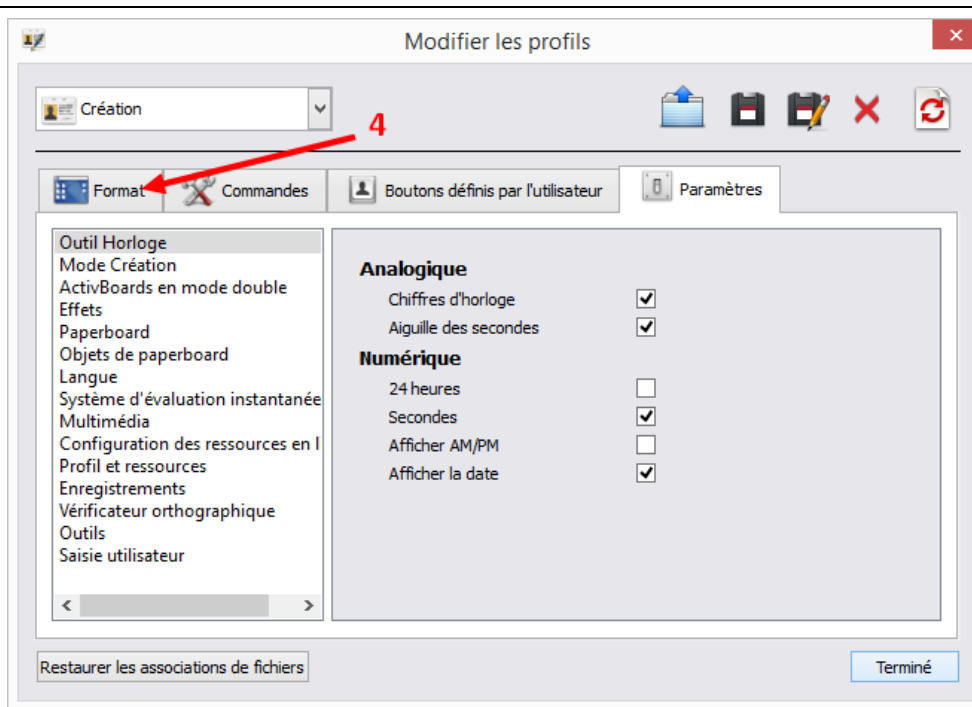 Modifier les profils
Création
4
Format
Commandes
Boutons définis par l'utilisateur
Paramètres
Outil Horloge
Mode Création
ActivBoards en mode double
Effets
Paperboard
Objets de paperboard
Langue
Système d'évaluation instantanée
Multimédia
Configuration des ressources en l
Profil et ressources
Enregistrements
Vérificateur orthographique
Outils
Saisie utilisateur
Analogique
Chiffres d'horloge
Aiguille des secondes
Numérique
24 heures
Secondes
Afficher AM/PM
Afficher la date
Restaurer les associations de fichiers
Terminé